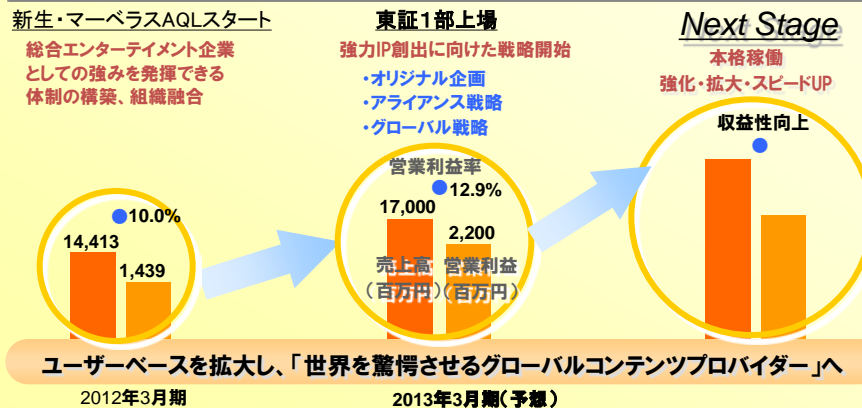 新生・マーベラスAQLスタート
総合エンターテイメント企業
としての強みを発揮できる
体制の構築、組織融合
東証1部上場
強力IP創出に向けた戦略開始
・オリジナル企画
・アライアンス戦略
・グローバル戦略
Next Stage
本格稼働
強化・拡大・スピードUP
10.0%
14,413
1,439
営業利益率
12.9%
17,000
2,200
売上高 営業利益
(百万円)(百万円)
収益性向上
ユーザーベースを拡大し、「世界を驚愕させるグローバルコンテンツプロバイダー」へ
2012年3月期
2013年3月期(予想)